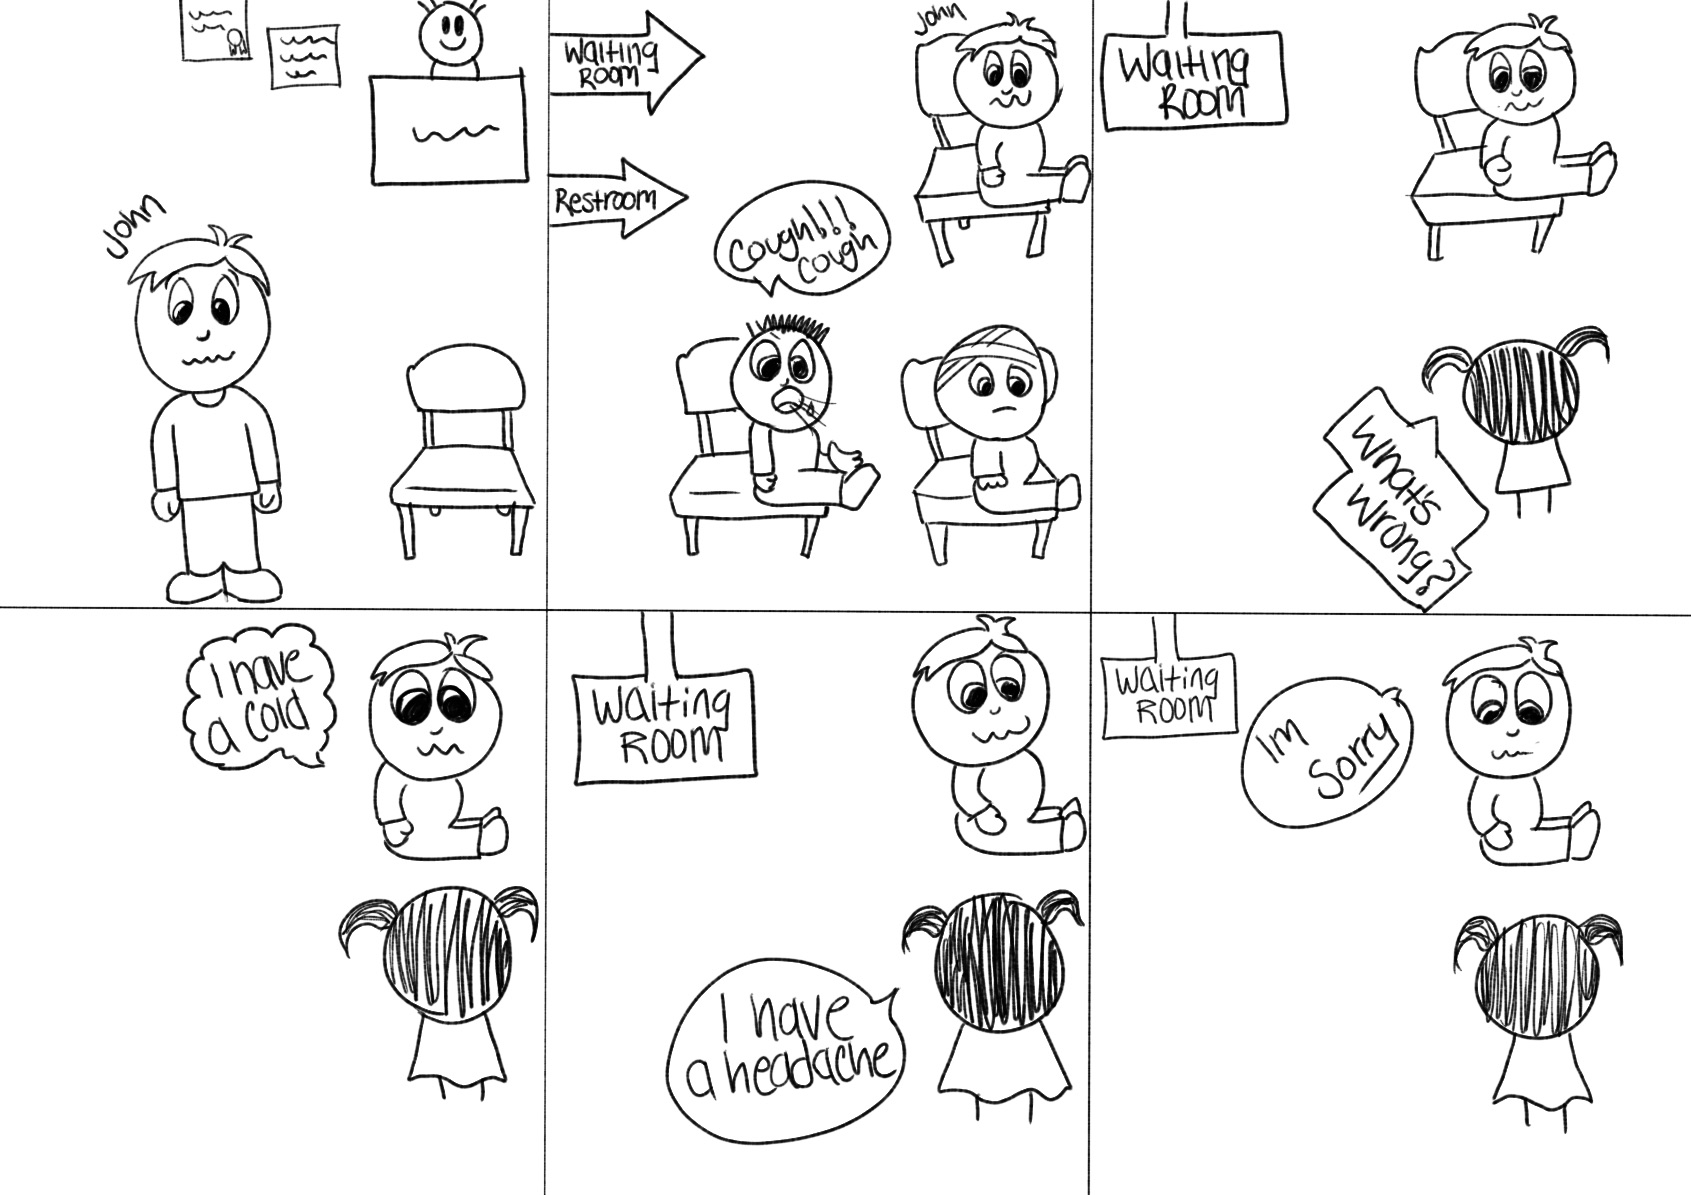 John
Waiting
Room
Restroom
John
Cough!!!
Cough
Waiting
Room
What's
Wrong?
I have
a cold
Waiting
Room
I have
a headache
Waiting
Room
Im
Sorry